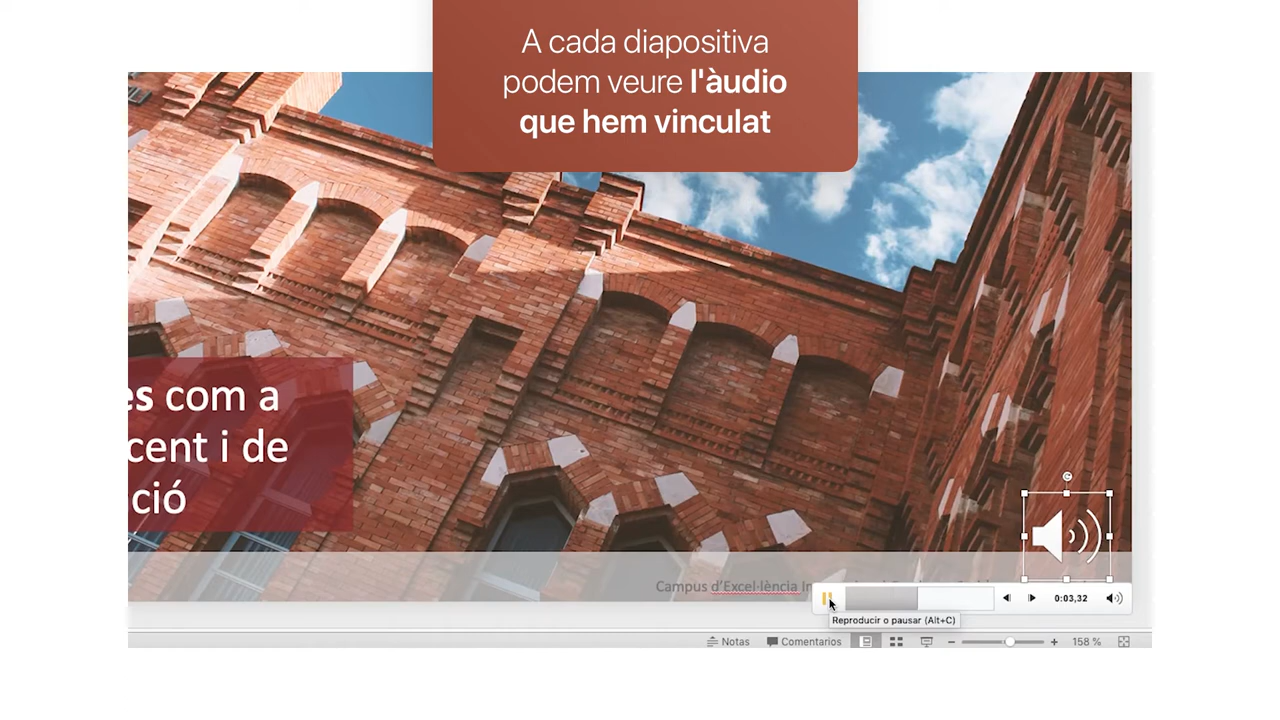 A cada diapositiva
podem veure l'àudio
que hem vinculat
es com a
cent i de
ció
Campus d'Excel·lència
0:03,32
Reproducir o pausar (Alt+C)
Notas
Comentarios
158 %